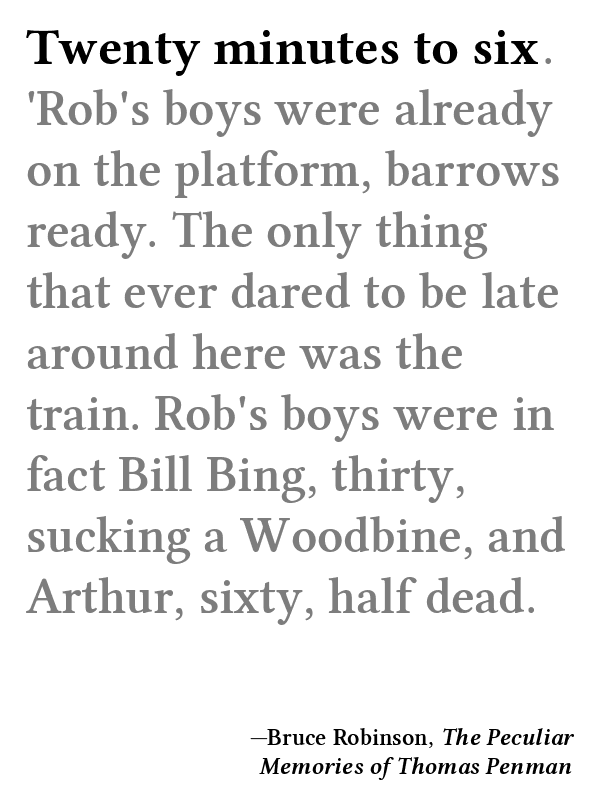 Twenty minutes to six.
'Rob's boys were already
on the platform, barrows
ready. The only thing
that ever dared to be late
around here was the
train. Rob's boys were in
fact Bill Bing, thirty,
sucking a Woodbine, and
Arthur, sixty, half dead.
—Bruce Robinson, The Peculiar
Memories of Thomas Penman